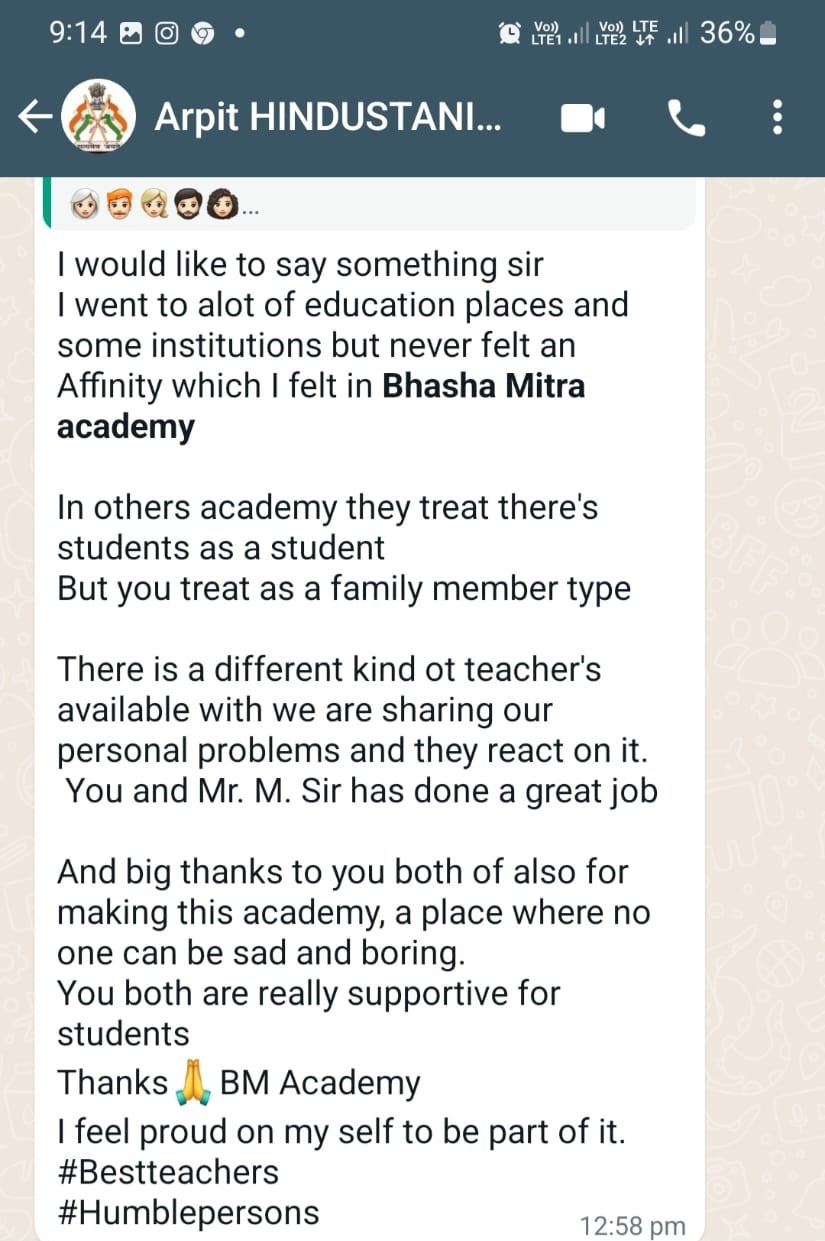 9:14
Vo)) LTE1 Vo)) LTE2 LTE 36%
Arpit HINDUSTANI...
...
I would like to say something sir
I went to alot of education places and
some institutions but never felt an
Affinity which I felt in Bhasha Mitra
academy
In others academy they treat there's
students as a student
But you treat as a family member type
There is a different kind ot teacher's
available with we are sharing our
personal problems and they react on it.
You and Mr. M. Sir has done a great job
And big thanks to you both of also for
making this academy, a place where no
one can be sad and boring.
You both are really supportive for
students
Thanks🙏 BM Academy
I feel proud on my self to be part of it.
#Bestteachers
#Humblepersons
12:58 pm